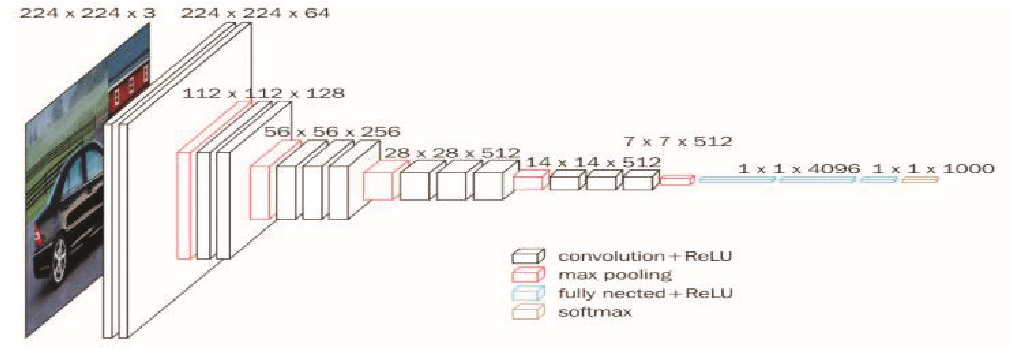 224 x 224 x 3
224 x 224 x 64
112 x 112 x 128
56 x 56 x 256
28 x 28 x 512
14 x 14 x 512
7 x 7 x 512
1 x 1 x 4096
1 x 1 x 1000
convolution+ReLU
max pooling
fully nected+ReLU
softmax